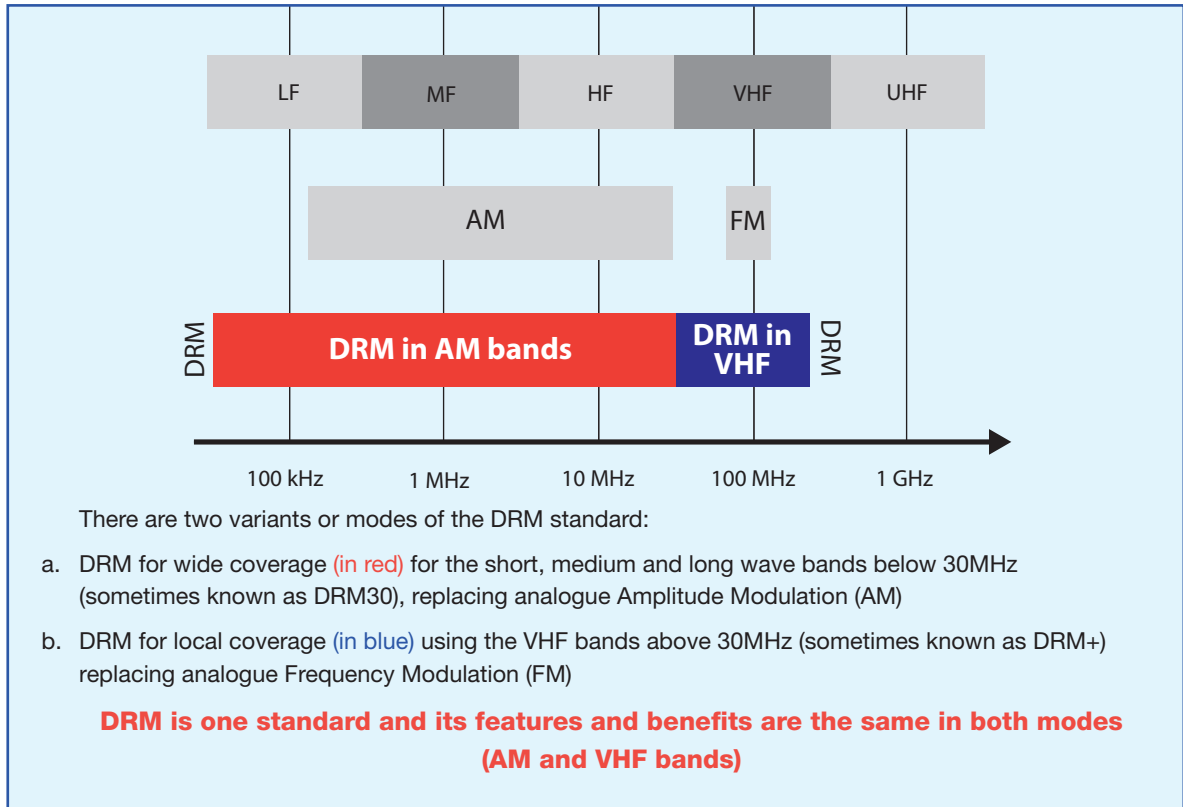 LF MF HF VHF UHF
AM FM
DRM
DRM in AM bands
DRM in
VHF
DRM
100 kHz 1 MHz 10 MHz 100 MHz 1 GHz
There are two variants or modes of the DRM standard:
a. DRM for wide coverage (in red) for the short, medium and long wave bands below 30MHz
(sometimes known as DRM30), replacing analogue Amplitude Modulation (AM)
b. DRM for local coverage (in blue) using the VHF bands above 30MHz (sometimes known as DRM+)
replacing analogue Frequency Modulation (FM)
DRM is one standard and its features and benefits are the same in both modes
(AM and VHF bands)